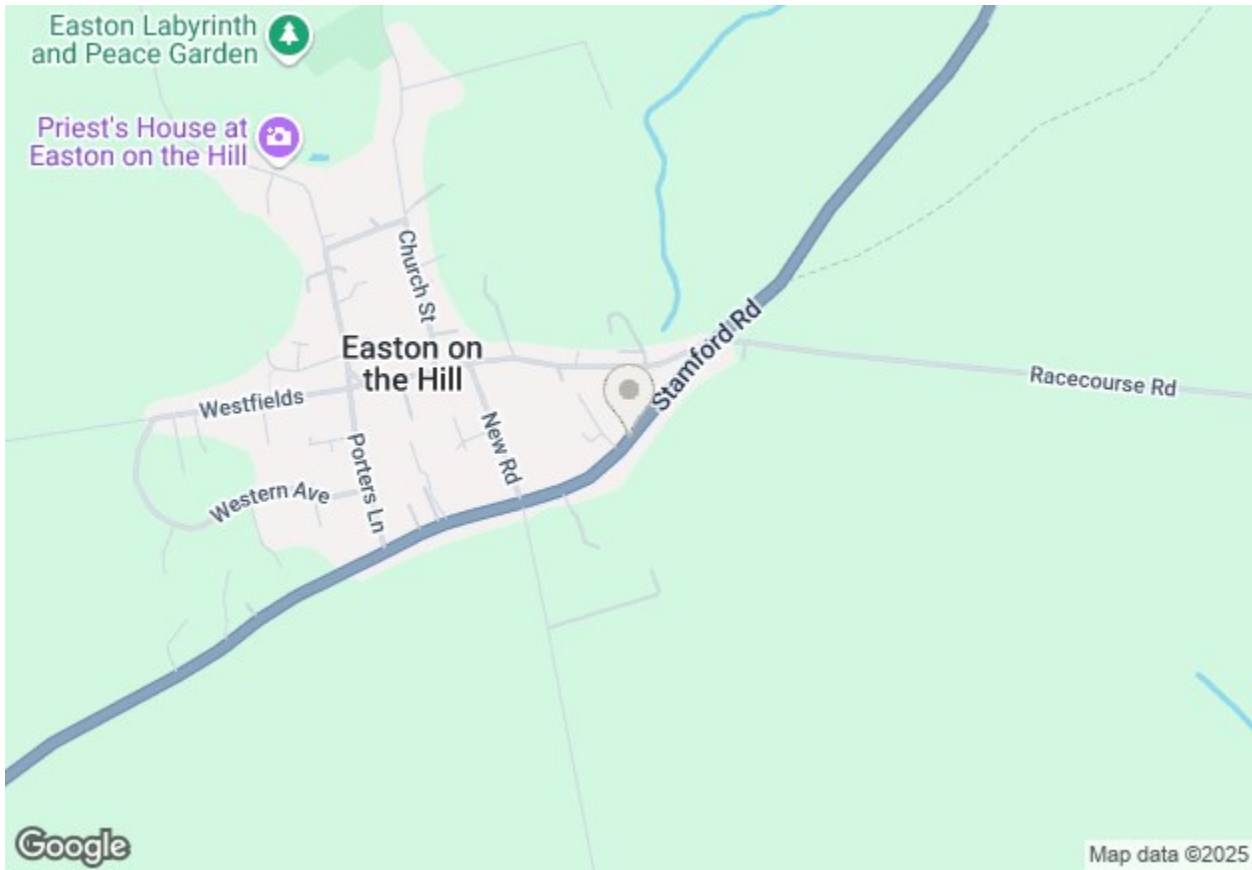 Easton Labyrinth
and Peace Garden
Priest's House at
Easton on the Hill
Church St
Stamford Rd
Easton on
the Hill
Racecourse Rd
Westfields
New Rd
Porters Ln
Western Ave
Google
Map data ©2025